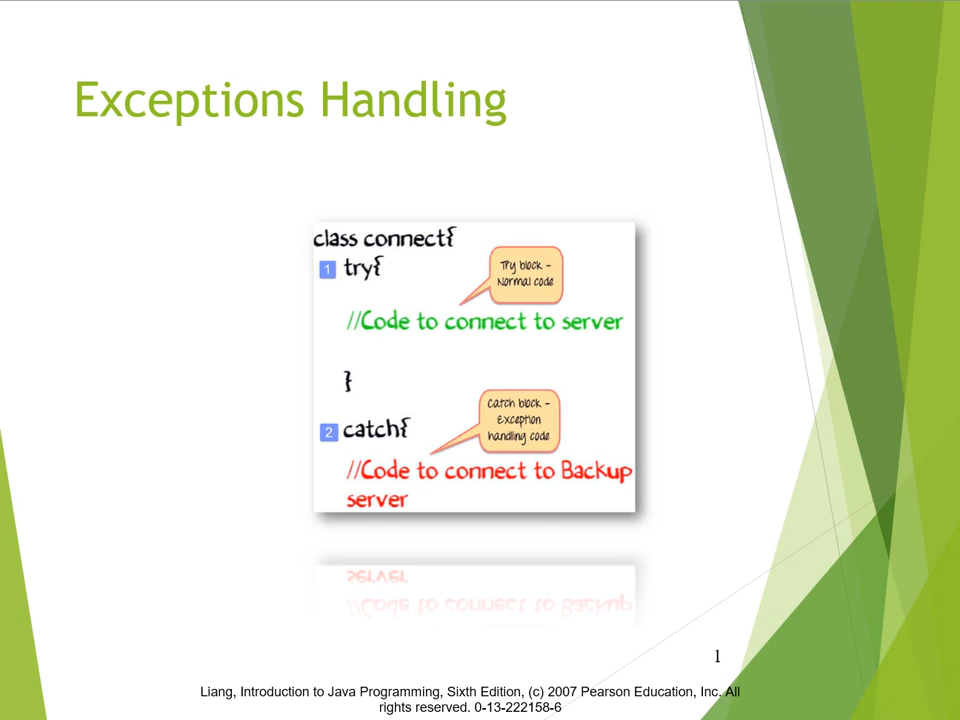 Exceptions Handling
class connect{
1 try{
Try block -
Normal code
//Code to connect to server
}
Catch block -
Exception
handling code
2 catch{
//Code to connect to Backup
server
1
Liang, Introduction to Java Programming, Sixth Edition, (c) 2007 Pearson Education, Inc. All
rights reserved. 0-13-222158-6